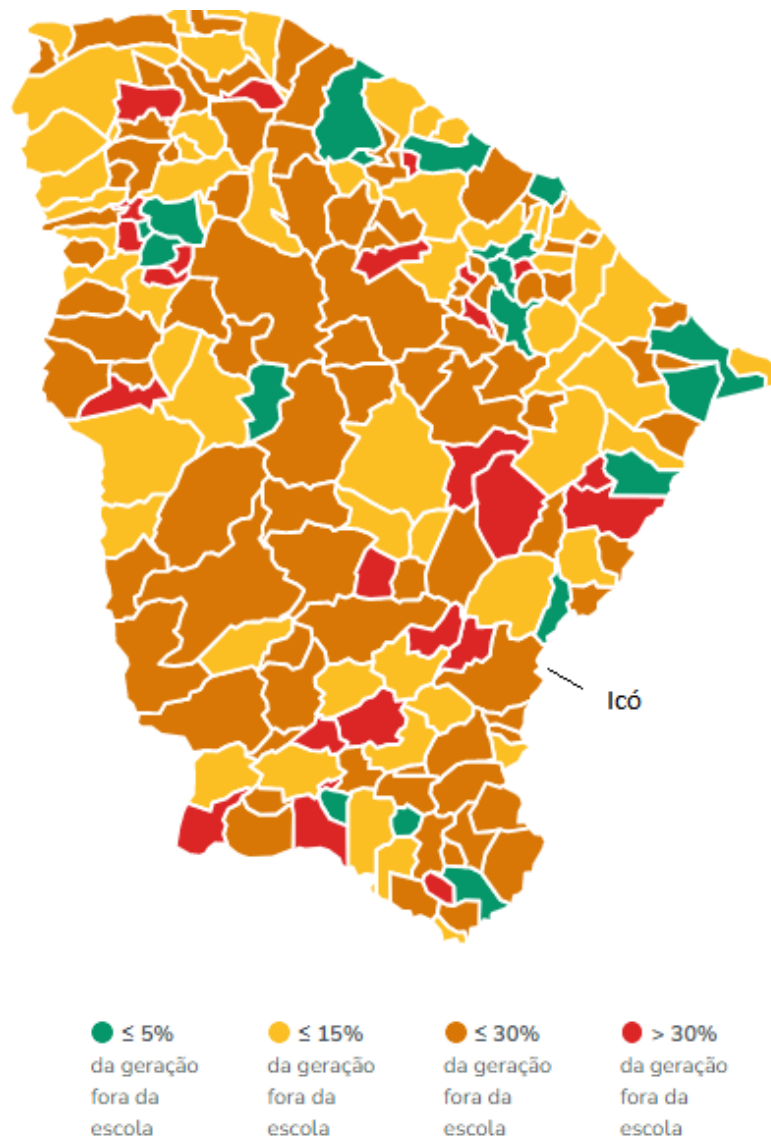 Icó
≤ 5%
da geração
fora da
escola
≤ 15%
da geração
fora da
escola
≤ 30%
da geração
fora da
escola
> 30%
da geração
fora da
escola